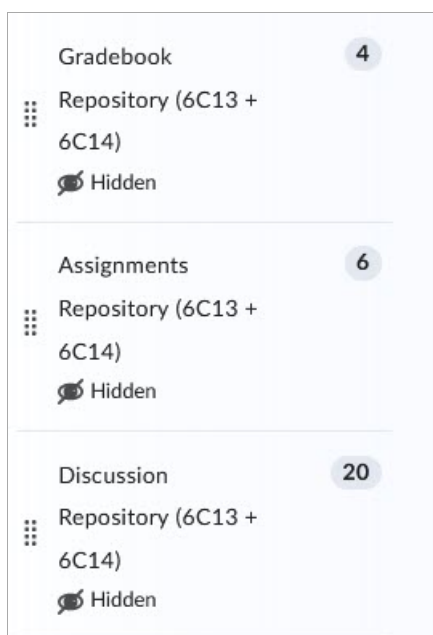 Gradebook 4
Repository (6C13 +
6C14)
Hidden
Assignments 6
Repository (6C13 +
6C14)
Hidden
Discussion 20
Repository (6C13 +
6C14)
Hidden